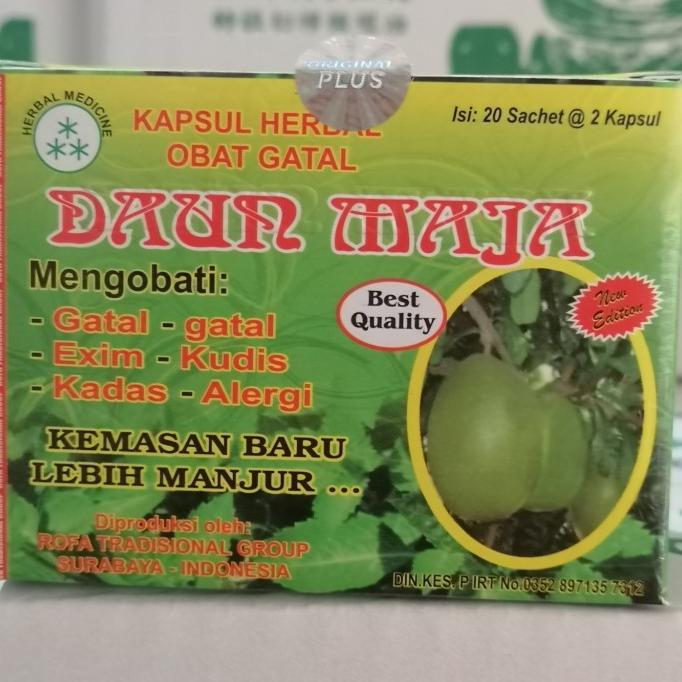 ORIGINAL
PLUS
HERBAL MEDICINE
KAPSUL HERBAL
OBAT GATAL
Isi: 20 Sachet @ 2 Kapsul
DAUN MAJA
Mengobati:
- Gatal - gatal
- Exim - Kudis
- Kadas - Alergi
Best
Quality
New
Edition
KEMASAN BARU
LEBIH MANJUR ...
Diproduksi oleh:
ROFA TRADISIONAL GROUP
SURABAYA - INDONESIA
DIN.KES. P IRT No.0352 897135 7312